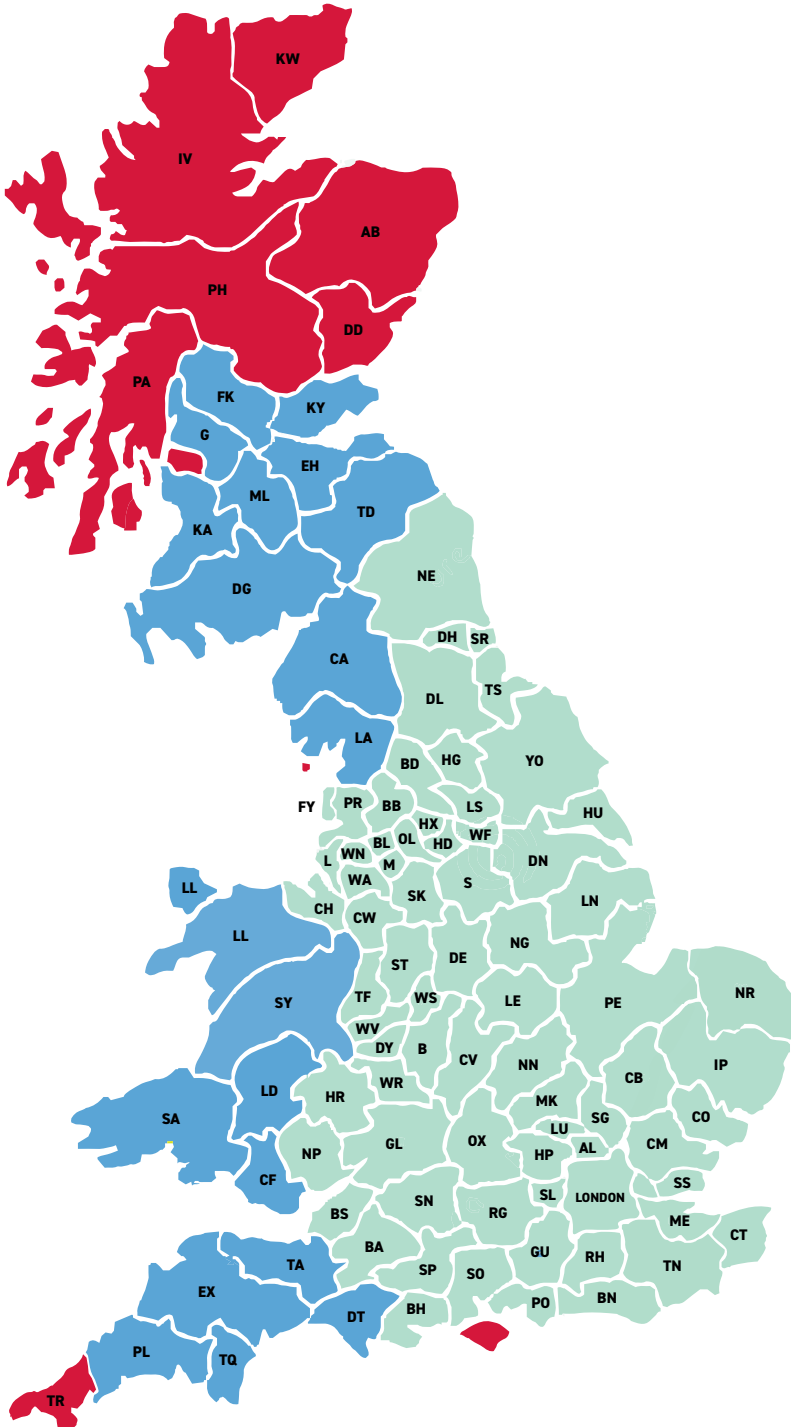 KW
IV
AB
PH
DD
PA
FK
KY
G
EH
ML
TD
KA
NE
DG
DH
SR
CA
TS
DL
LA
YO
HG
BD
PR
BB
LS
FY
HU
HX
WF
OL
BL
HD
WN
L
M
DN
WA
S
LL
SK
LN
CH
CW
LL
NG
DE
ST
NR
TF
WS
LE
SY
PE
WV
DY
B
CV
NN
IP
CB
WR
LD
HR
MK
SA
SG
CO
LU
OX
GL
CM
AL
NP
HP
CF
SS
SL
LONDON
SN
BS
RG
ME
CT
BA
GU
RH
TA
TN
SP
SO
EX
BN
PO
BH
DT
PL
TQ
TR